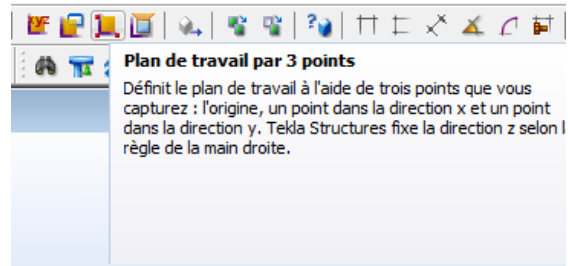 Plan de travail par 3 points
Définit le plan de travail à l'aide de trois points que vous
capturez : l'origine, un point dans la direction x et un point
dans la direction y. Tekla Structures fixe la direction z selon
règle de la main droite.